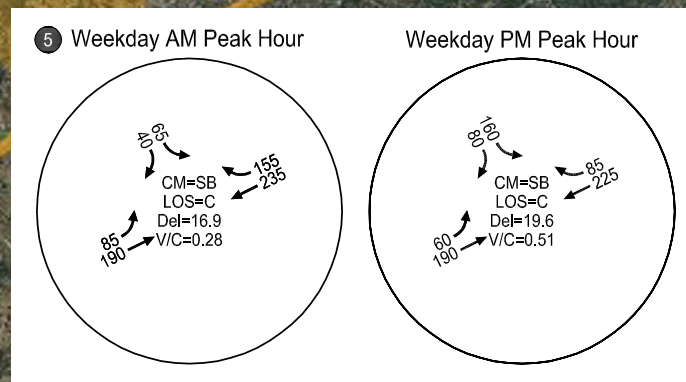 5 Weekday AM Peak Hour
65
40
155
235
CM=SB
LOS=C
Del=16.9
V/C=0.28
85
190
Weekday PM Peak Hour
160
80
85
225
CM=SB
LOS=C
Del=19.6
V/C=0.51
60
190